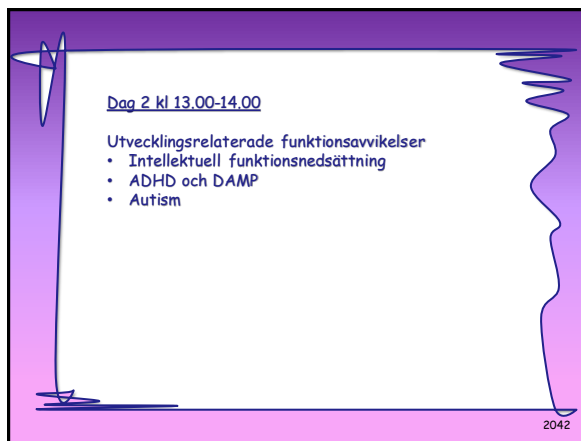 Dag 2 kl 13.00-14.00
Utvecklingsrelaterade funktionsavvikelser
• Intellektuell funktionsnedsättning
• ADHD och DAMP
• Autism
2042